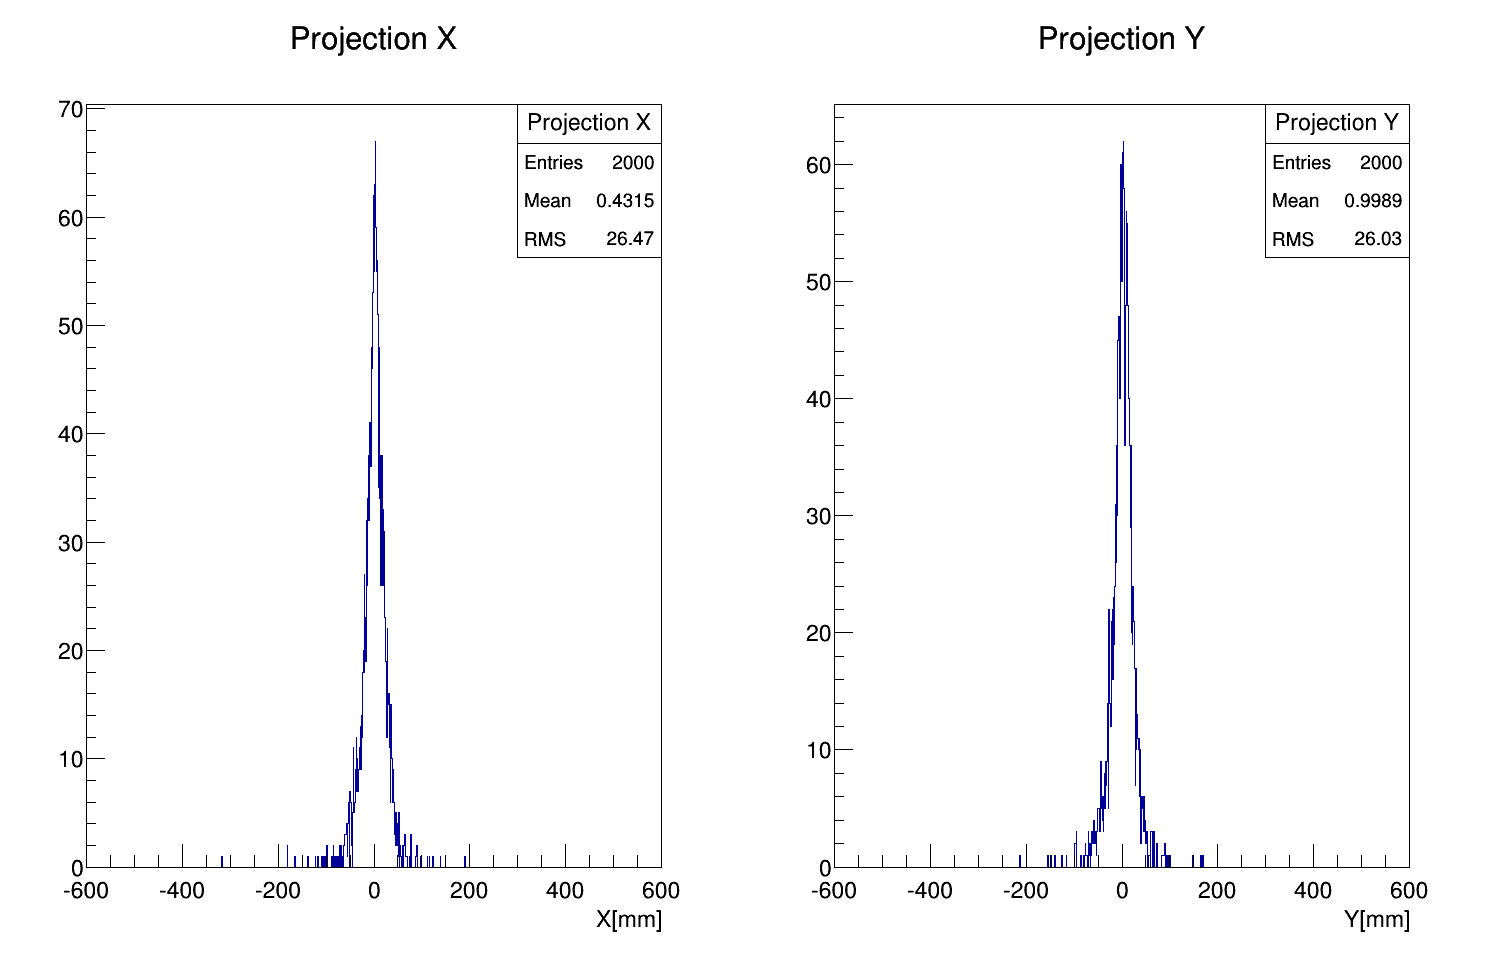 Projection X
Projection X
Entries 2000
Mean 0.4315
RMS 26.47
70
60
50
40
30
20
10
0
-600 -400 -200 0 200 400 600
X[mm]
Projection Y
Projection Y
Entries 2000
Mean 0.9989
RMS 26.03
60
50
40
30
20
10
0
-600 -400 -200 0 200 400 600
Y[mm]